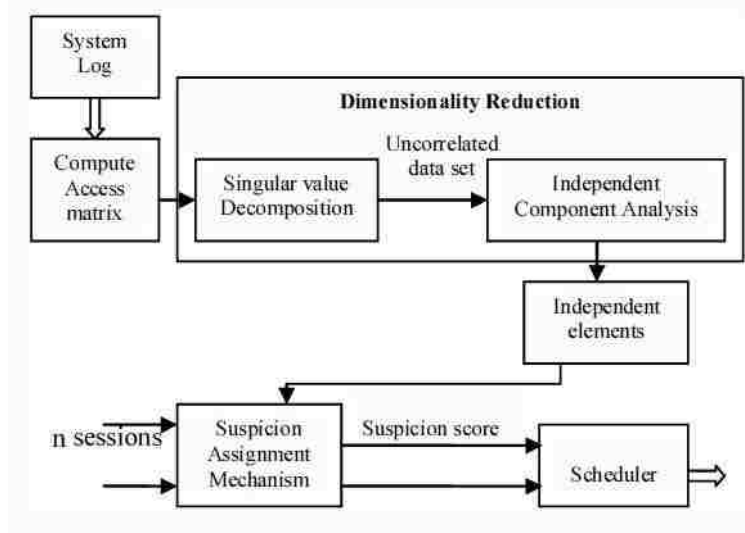 System
Log
Dimensionality Reduction
Compute
Access
matrix
Singular value
Decomposition
Uncorrelated
data set
Independent
Component Analysis
Independent
elements
n sessions
Suspicion
Assignment
Mechanism
Suspicion score
Scheduler